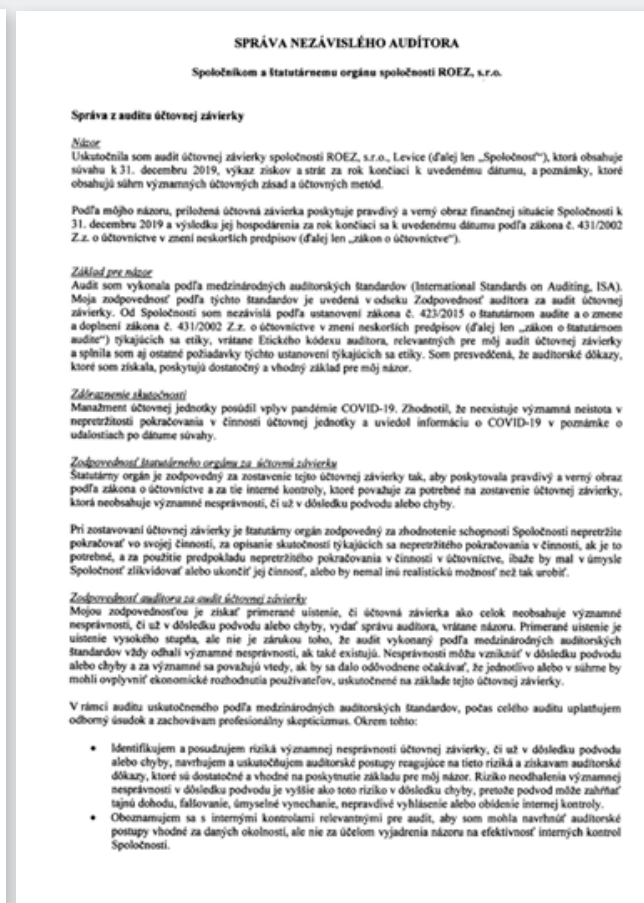 SPRÁVA NEZÁVISLÉHO AUDÍTORA
Spoločníkom a štatutárnemu orgánu spoločnosti ROEZ, s.r.o.
Správa z auditu účtovnej závierky
Názor
Uskutočnila som audit účtovnej závierky spoločnosti ROEZ, s.r.o., Levice (ďalej len „Spoločnosť“), ktorá obsahuje
súvahu k 31. decembru 2019, výkaz ziskov a strát za rok končiaci k uvedenému dátumu, a poznámky, ktoré
obsahujú súhrn významných účtovných zásad a účtovných metód.
Podľa môjho názoru, priložená účtovná závierka poskytuje pravdivý a verný obraz finančnej situácie Spoločnosti k
31. decembru 2019 a výsledku jej hospodárenia za rok končiaci sa k uvedenému dátumu podľa zákona č. 431/2002
Z.z. o účtovníctve v znení neskorších predpisov (ďalej len „zákon o účtovníctve“).
Základ pre názor
Audit som vykonala podľa medzinárodných audítorských štandardov (International Standards on Auditing, ISA).
Moja zodpovednosť podľa týchto štandardov je uvedená v odseku Zodpovednosť audítora za audit účtovnej
závierky. Od Spoločnosti som nezávislá podľa ustanovení zákona č. 423/2015 o štatutárnom audite a o zmene
a doplnení zákona č. 431/2002 Z.z. o účtovníctve v znení neskorších predpisov (ďalej len „zákon o štatutárnom
audite“) týkajúcich sa etiky, vrátane Etického kódexu audítora, relevantných pre môj audit účtovnej závierky
a splnila som aj ostatné požiadavky týchto ustanovení týkajúcich sa etiky. Som presvedčená, že audítorské dôkazy,
ktoré som získala, poskytujú dostatočný a vhodný základ pre môj názor.
Zdôraznenie skutočnosti
Manažment účtovnej jednotky posúdil vplyv pandémie COVID-19. Zhodnotil, že neexistuje významná neistota v
nepretržitosti pokračovania v činnosti účtovnej jednotky a uviedol informáciu o COVID-19 v poznámke o
udalostiach po dátume súvahy.
Zodpovednosť štatutárneho orgánu za účtovnú závierku
Štatutárny orgán je zodpovedný za zostavenie tejto účtovnej závierky tak, aby poskytovala pravdivý a verný obraz
podľa zákona o účtovníctve a za tie interné kontroly, ktoré považuje za potrebné na zostavenie účtovnej závierky,
ktorá neobsahuje významné nesprávnosti, či už v dôsledku podvodu alebo chyby.
Pri zostavovaní účtovnej závierky je štatutárny orgán zodpovedný za zhodnotenie schopnosti Spoločnosti nepretržite
pokračovať vo svojej činnosti, za opísanie skutočností týkajúcich sa nepretržitého pokračovania v činnosti, ak je to
potrebné, a za použitie predpokladu nepretržitého pokračovania v činnosti v účtovníctve, ibaže by mal v úmysle
Spoločnosť zlikvidovať alebo ukončiť jej činnosť, alebo by nemal inú realistickú možnosť než tak urobiť.
Zodpovednosť audítora za audit účtovnej závierky
Mojou zodpovednosťou je získať primerané uistenie, či účtovná závierka ako celok neobsahuje významné
nesprávnosti, či už v dôsledku podvodu alebo chyby, vydať správu audítora, vrátane názoru. Primerané uistenie je
uistenie vysokého stupňa, ale nie je zárukou toho, že audit vykonaný podľa medzinárodných audítorských
štandardov vždy odhalí významné nesprávnosti, ak také existujú. Nesprávnosti môžu vzniknúť v dôsledku podvodu
alebo chyby a za významné sa považujú vtedy, ak by sa dalo odôvodnene očakávať, že jednotlivo alebo v súhrne by
mohli ovplyvniť ekonomické rozhodnutia používateľov, uskutočnené na základe tejto účtovnej závierky.
V rámci auditu uskutočneného podľa medzinárodných audítorských štandardov, počas celého auditu uplatňujem
odborný úsudok a zachovávam profesionálny skepticizmus. Okrem tohto:
• Identifikujem a posudzujem riziká významnej nesprávnosti účtovnej závierky, či už v dôsledku podvodu
alebo chyby, navrhujem a uskutočňujem audítorské postupy reagujúce na tieto riziká a získavam audítorské
dôkazy, ktoré sú dostatočné a vhodné na poskytnutie základu pre môj názor. Riziko neodhalenia významnej
nesprávnosti v dôsledku podvodu je vyššie ako toto riziko v dôsledku chyby, pretože podvod môže zahŕňať
tajnú dohodu, falšovanie, úmyselné vynechanie, nepravdivé vyhlásenie alebo obídenie internej kontroly.
• Oboznamujem sa s internými kontrolami relevantnými pre audit, aby som mohla navrhnúť audítorské
postupy vhodné za daných okolností, ale nie za účelom vyjadrenia názoru na efektívnosť interných kontrol
Spoločnosti.